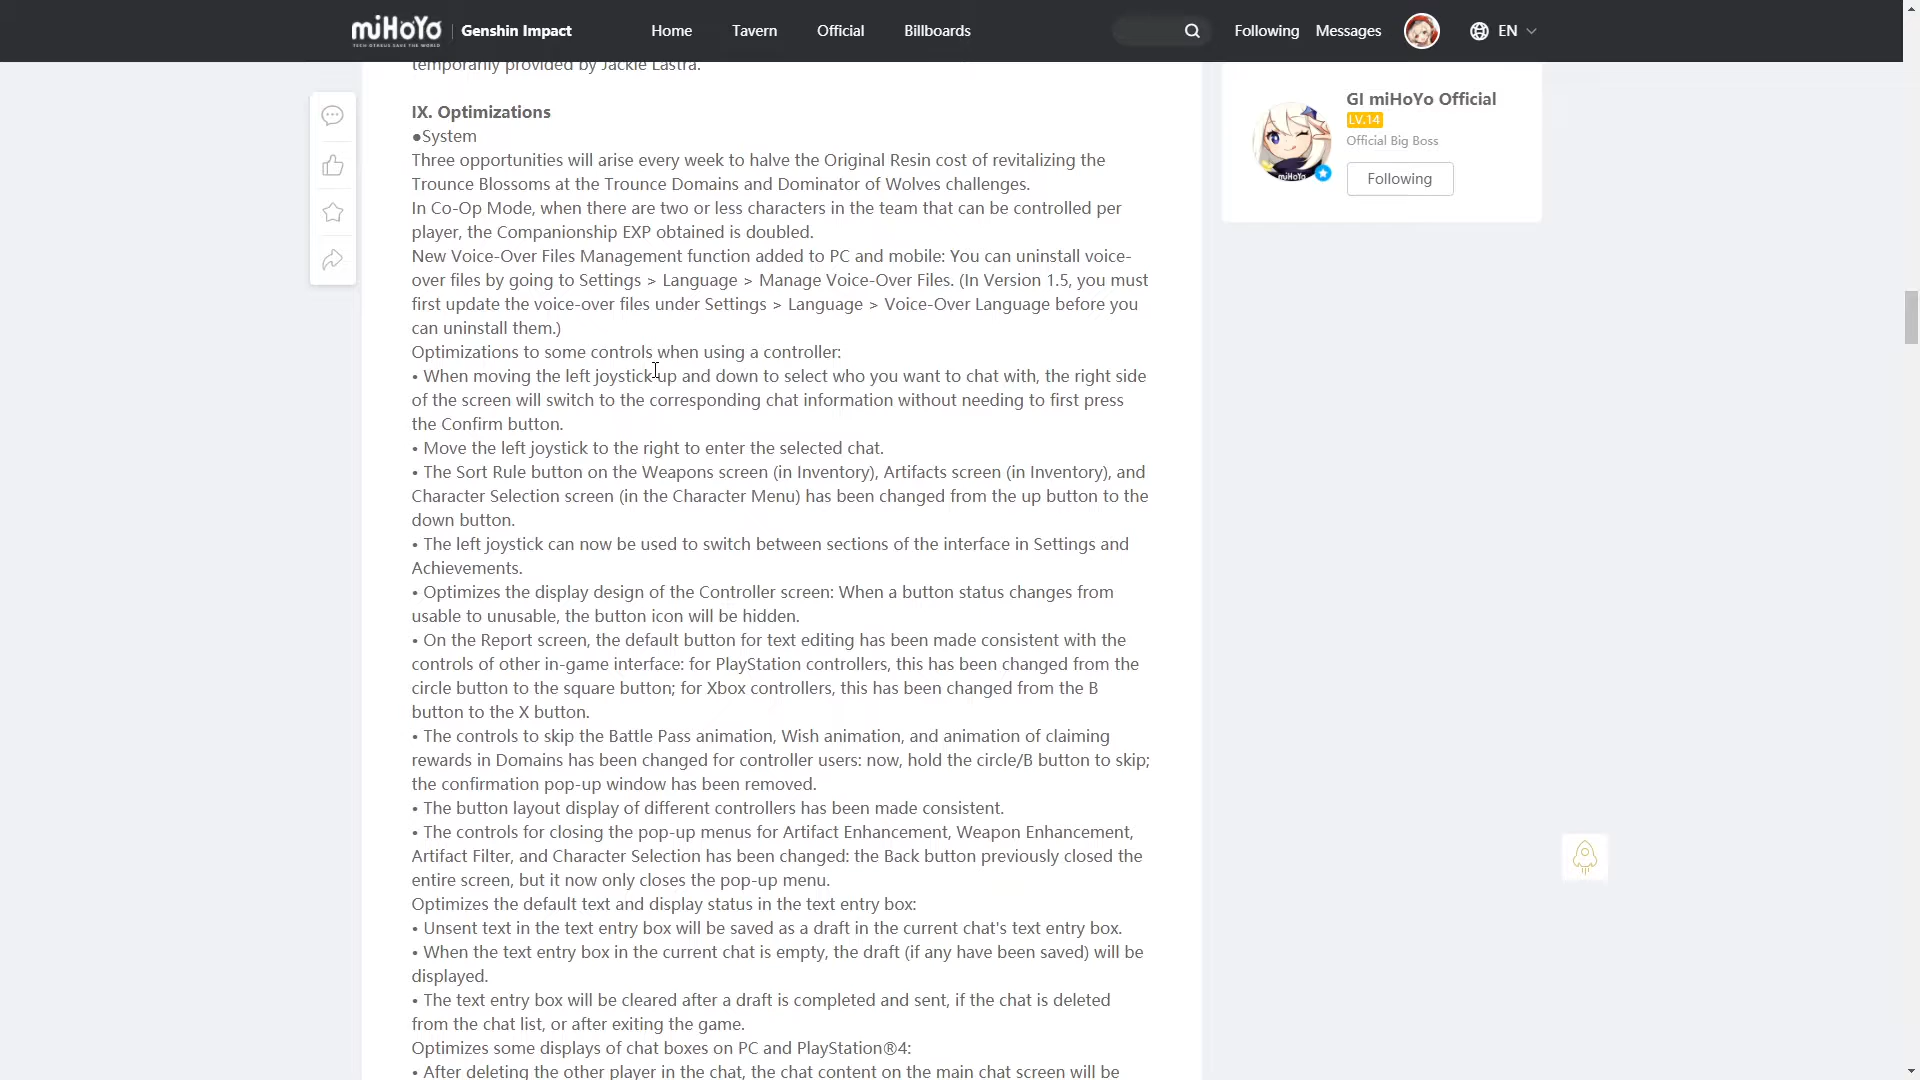 miHoYo
TECH OTAKUS SAVE THE WORLD
Genshin Impact
Home
Tavern
Official
Billboards
Following
Messages
EN
temporarily provided by Jackie Lastra.
IX. Optimizations
●System
Three opportunities will arise every week to halve the Original Resin cost of revitalizing the
Trounce Blossoms at the Trounce Domains and Dominator of Wolves challenges.
In Co-Op Mode, when there are two or less characters in the team that can be controlled per
player, the Companionship EXP obtained is doubled.
New Voice-Over Files Management function added to PC and mobile: You can uninstall voice-
over files by going to Settings > Language > Manage Voice-Over Files. (In Version 1.5, you must
first update the voice-over files under Settings > Language > Voice-Over Language before you
can uninstall them.)
Optimizations to some controls when using a controller:
• When moving the left joystick up and down to select who you want to chat with, the right side
of the screen will switch to the corresponding chat information without needing to first press
the Confirm button.
• Move the left joystick to the right to enter the selected chat.
• The Sort Rule button on the Weapons screen (in Inventory), Artifacts screen (in Inventory), and
Character Selection screen (in the Character Menu) has been changed from the up button to the
down button.
• The left joystick can now be used to switch between sections of the interface in Settings and
Achievements.
• Optimizes the display design of the Controller screen: When a button status changes from
usable to unusable, the button icon will be hidden.
• On the Report screen, the default button for text editing has been made consistent with the
controls of other in-game interface: for PlayStation controllers, this has been changed from the
circle button to the square button; for Xbox controllers, this has been changed from the B
button to the X button.
• The controls to skip the Battle Pass animation, Wish animation, and animation of claiming
rewards in Domains has been changed for controller users: now, hold the circle/B button to skip;
the confirmation pop-up window has been removed.
• The button layout display of different controllers has been made consistent.
• The controls for closing the pop-up menus for Artifact Enhancement, Weapon Enhancement,
Artifact Filter, and Character Selection has been changed: the Back button previously closed the
entire screen, but it now only closes the pop-up menu.
Optimizes the default text and display status in the text entry box:
• Unsent text in the text entry box will be saved as a draft in the current chat's text entry box.
• When the text entry box in the current chat is empty, the draft (if any have been saved) will be
displayed.
• The text entry box will be cleared after a draft is completed and sent, if the chat is deleted
from the chat list, or after exiting the game.
Optimizes some displays of chat boxes on PC and PlayStation®4:
• After deleting the other player in the chat, the chat content on the main chat screen will be
GI miHoYo Official
LV.14
Official Big Boss
miHoYo
Following